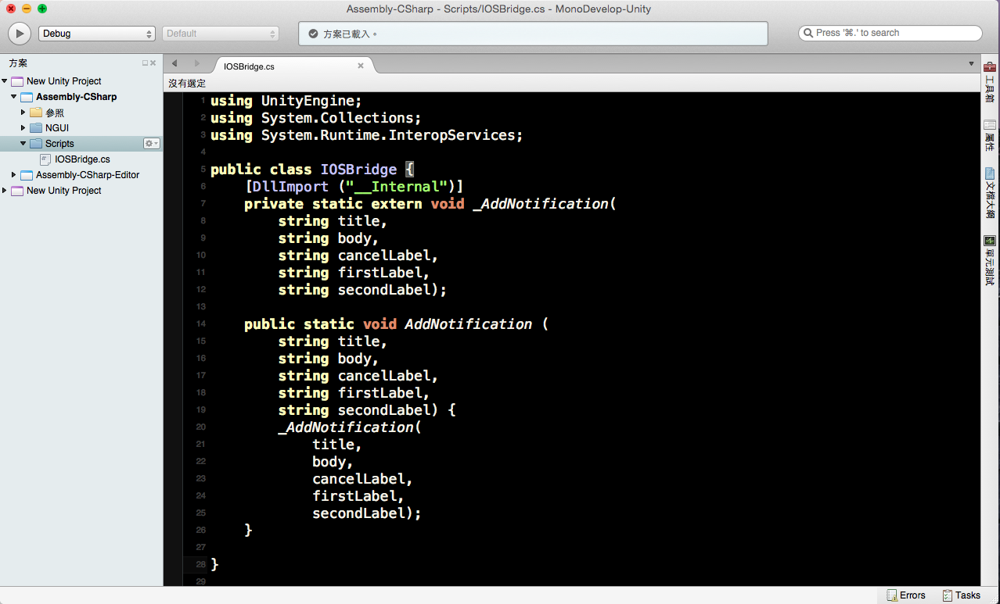 Assembly-CSharp - Scripts/IOSBridge.cs - MonoDevelop-Unity
Debug
Default
方案已載入。
Press '⌘.' to search
方案
New Unity Project
Assembly-CSharp
參照
NGUI
Scripts
IOSBridge.cs
Assembly-CSharp-Editor
New Unity Project
IOSBridge.cs
沒有選定
1 using UnityEngine;
2 using System.Collections;
3 using System.Runtime.InteropServices;
4
5 public class IOSBridge {
6 [DllImport ("__Internal")]
7 private static extern void _AddNotification(
8 string title,
9 string body,
10 string cancelLabel,
11 string firstLabel,
12 string secondLabel);
13
14 public static void AddNotification (
15 string title,
16 string body,
17 string cancelLabel,
18 string firstLabel,
19 string secondLabel) {
20 _AddNotification(
21 title,
22 body,
23 cancelLabel,
24 firstLabel,
25 secondLabel);
26 }
27
28 }
29
工具箱
屬性
文檔大綱
單元測試
Errors
Tasks